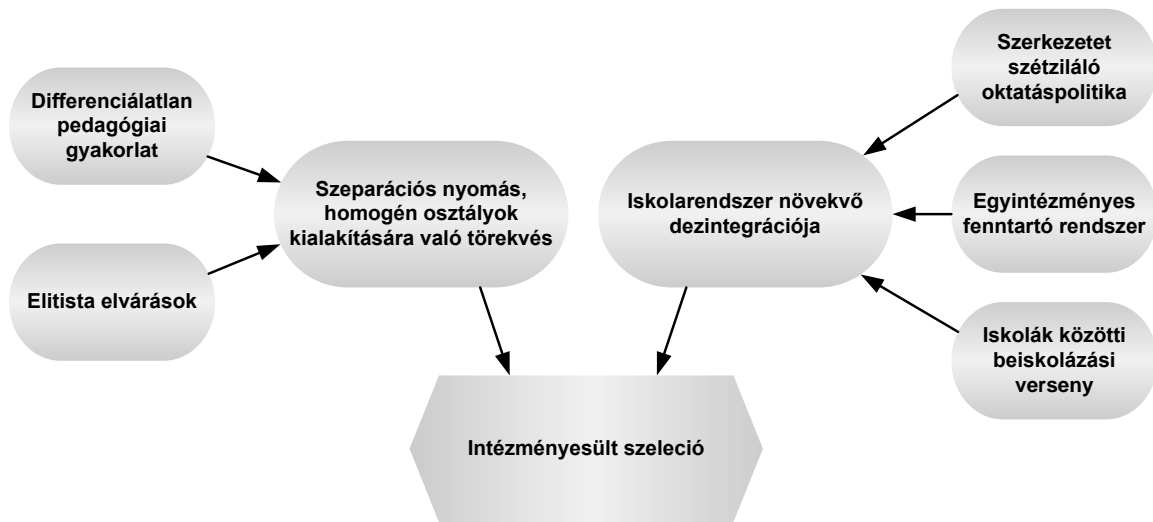 Differenciálatlan
pedagógiai
gyakorlat
Elitista elvárások
Szeparációs nyomás,
homogén osztályok
kialakítására való törekvés
Iskolarendszer növekvő
dezintegrációja
Szerkezetet
szétziláló
oktatáspolitika
Egyintézményes
fenntartó rendszer
Iskolák közötti
beiskolázási
verseny
Intézményesült szeleció